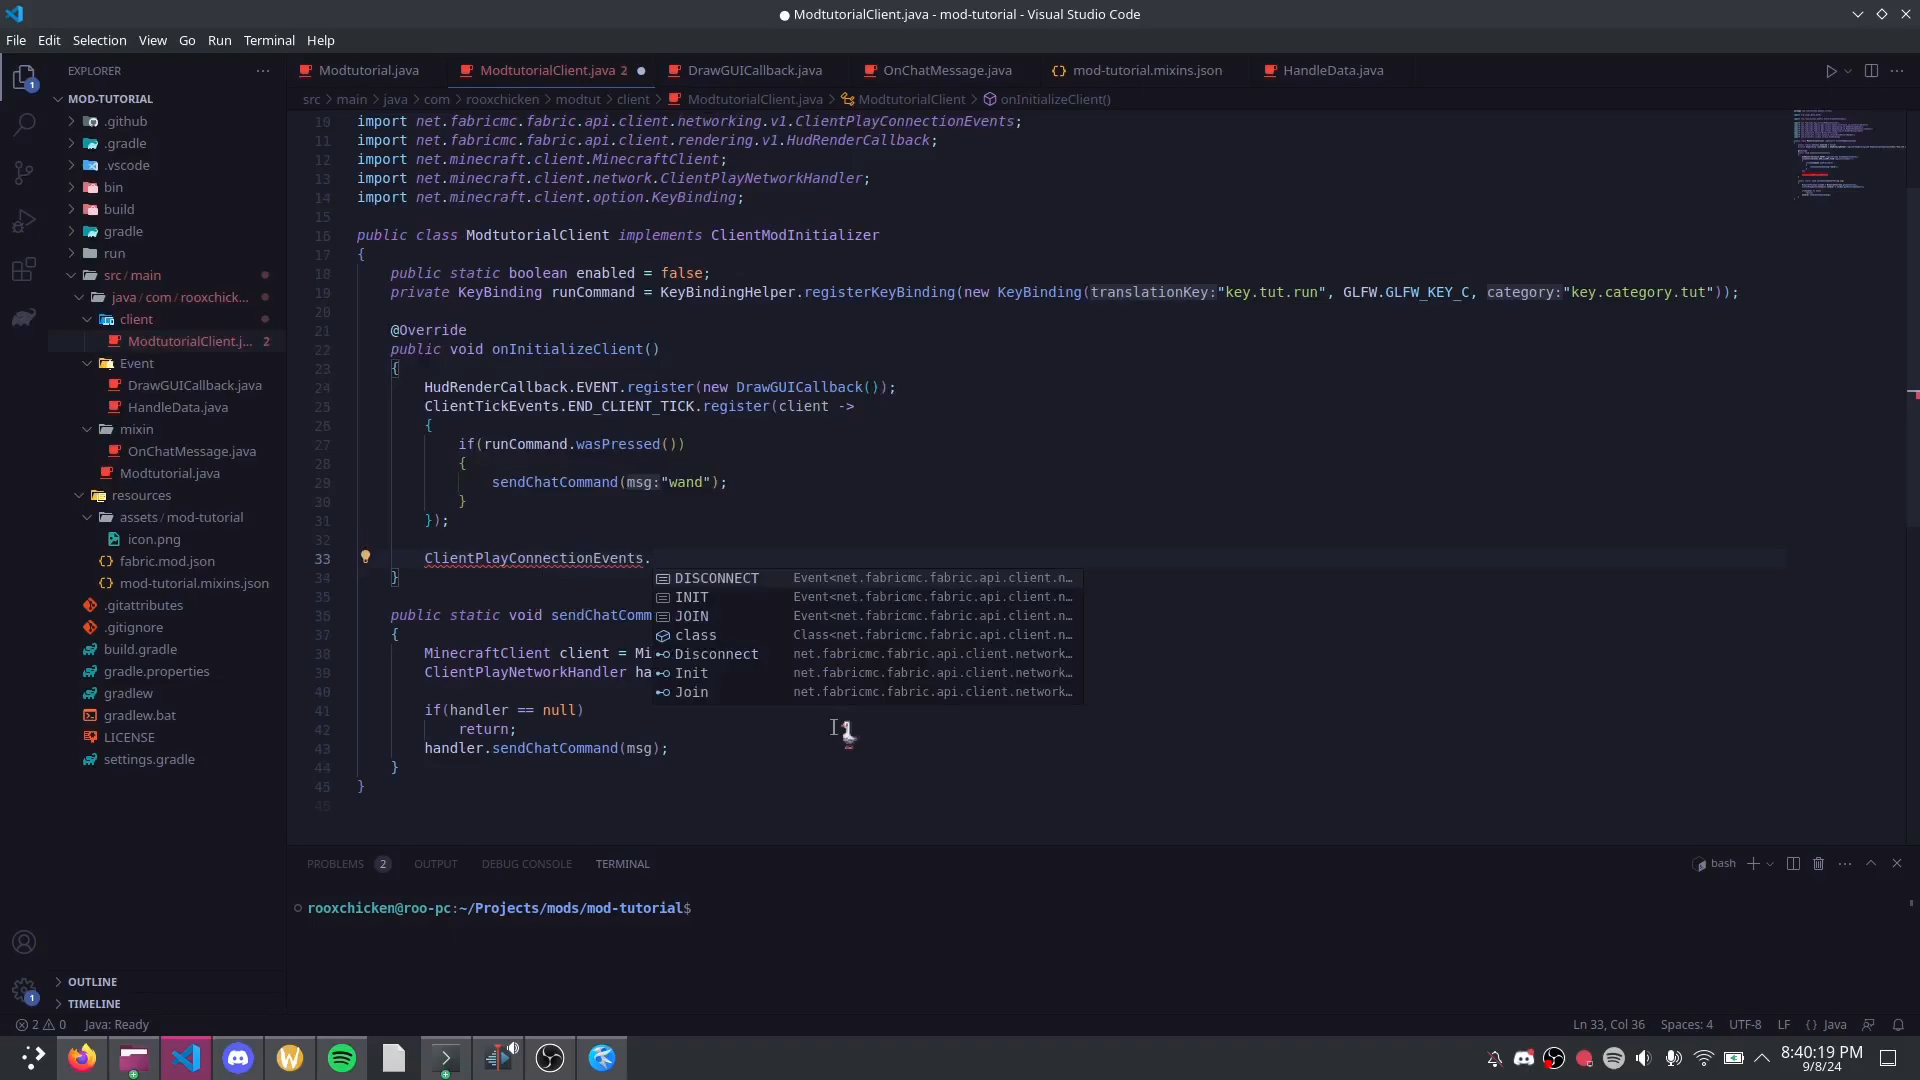 ModtutorialClient.java - mod-tutorial - Visual Studio Code
File Edit Selection View Go Run Terminal Help
EXPLORER
Modtutorial.java
ModtutorialClient.java 2
DrawGUICallback.java
OnChatMessage.java
mod-tutorial.mixins.json
HandleData.java
src > main > java > com > rooxchicken > modtut > client > ModtutorialClient.java > ModtutorialClient > onInitializeClient()
MOD-TUTORIAL
.github
.gradle
.vscode
bin
build
gradle
run
src / main
java / com / rooxchick...
client
ModtutorialClient.j... 2
Event
DrawGUICallback.java
HandleData.java
mixin
OnChatMessage.java
Modtutorial.java
resources
assets / mod-tutorial
icon.png
fabric.mod.json
mod-tutorial.mixins.json
.gitattributes
.gitignore
build.gradle
gradle.properties
gradlew
gradlew.bat
LICENSE
settings.gradle
OUTLINE
TIMELINE
10 import net.fabricmc.fabric.api.client.networking.v1.ClientPlayConnectionEvents;
11 import net.fabricmc.fabric.api.client.rendering.v1.HudRenderCallback;
12 import net.minecraft.client.MinecraftClient;
13 import net.minecraft.client.network.ClientPlayNetworkHandler;
14 import net.minecraft.client.option.KeyBinding;
15
16 public class ModtutorialClient implements ClientModInitializer
17 {
18 public static boolean enabled = false;
19 private KeyBinding runCommand = KeyBindingHelper.registerKeyBinding(new KeyBinding(translationKey:"key.tut.run", GLFW.GLFW_KEY_C, category:"key.category.tut"));
20
21 @Override
22 public void onInitializeClient()
23 {
24 HudRenderCallback.EVENT.register(new DrawGUICallback());
25 ClientTickEvents.END_CLIENT_TICK.register(client ->
26 {
27 if(runCommand.wasPressed())
28 {
29 sendChatCommand(msg:"wand");
30 }
31 });
32
33 ClientPlayConnectionEvents.
34 }
35
36 public static void sendChatComm
37 {
38 MinecraftClient client = Mi
39 ClientPlayNetworkHandler ha
40
41 if(handler == null)
42 return;
43 handler.sendChatCommand(msg);
44 }
45 }
45
DISCONNECT Event<net.fabricmc.fabric.api.client.n…
INIT Event<net.fabricmc.fabric.api.client.n…
JOIN Event<net.fabricmc.fabric.api.client.n…
class Class<net.fabricmc.fabric.api.client.n…
Disconnect net.fabricmc.fabric.api.client.network…
Init net.fabricmc.fabric.api.client.network…
Join net.fabricmc.fabric.api.client.network…
PROBLEMS 2 OUTPUT DEBUG CONSOLE TERMINAL
bash
rooxchicken@roo-pc:~/Projects/mods/mod-tutorial$
2 0 Java: Ready
Ln 33, Col 36 Spaces: 4 UTF-8 LF {} Java
8:40:19 PM
9/8/24
1
1